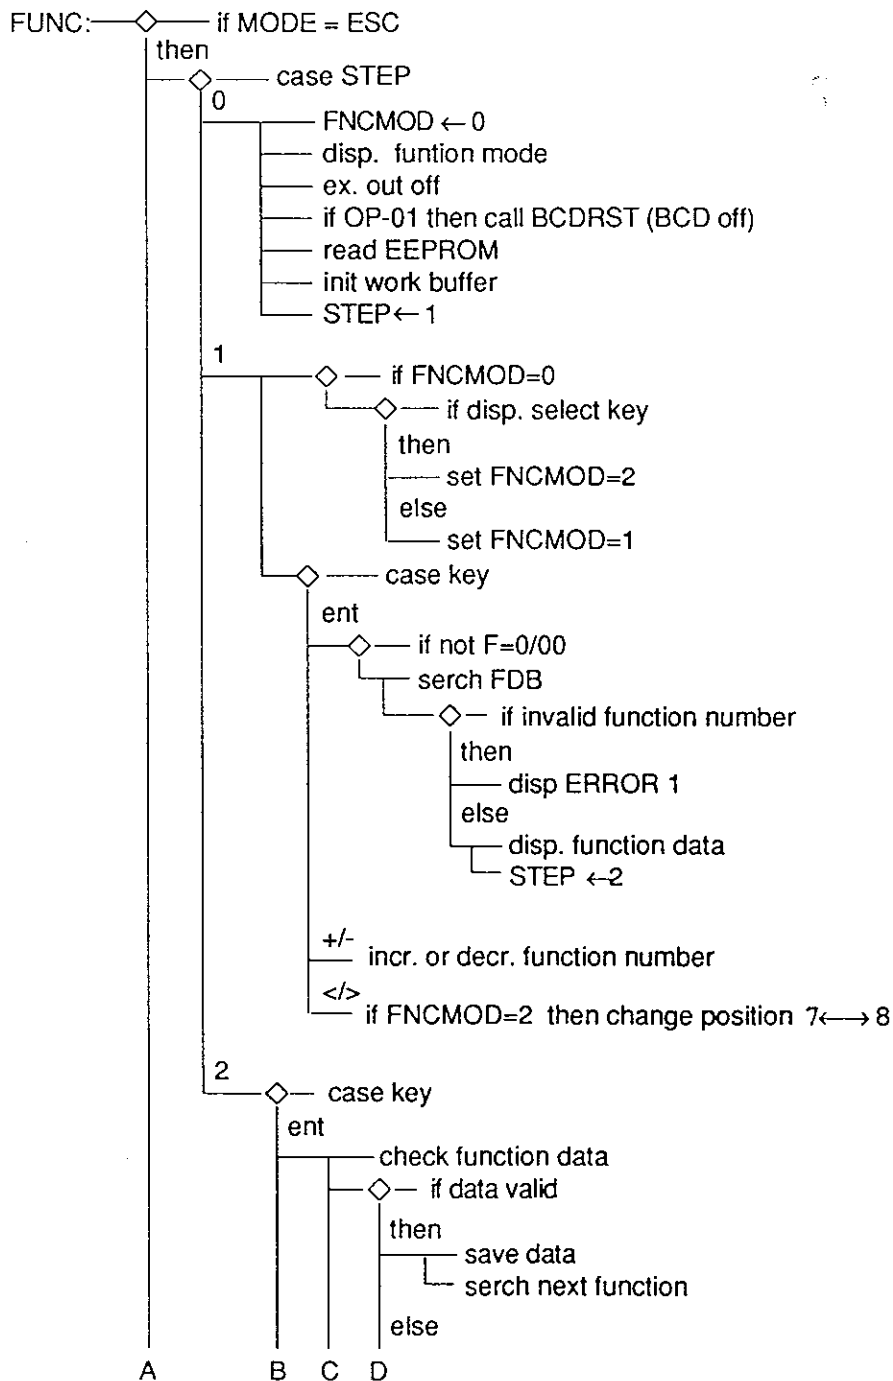 FUNC: if MODE = ESC
then
case STEP
0
FNCMOD ← 0
disp. funtion mode
ex. out off
if OP-01 then call BCDRST (BCD off)
read EEPROM
init work buffer
STEP← 1
1
if FNCMOD=0
if disp. select key
then
set FNCMOD=2
else
set FNCMOD=1
case key
ent
if not F=0/00
serch FDB
if invalid function number
then
disp ERROR 1
else
disp. function data
STEP ←2
+/-
incr. or decr. function number
</>
if FNCMOD=2 then change position 7←→ 8
2
case key
ent
check function data
if data valid
then
save data
serch next function
else
A B C D